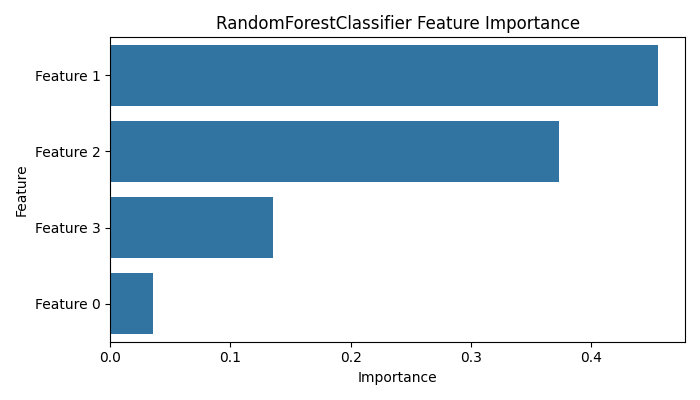 RandomForestClassifier Feature Importance
Feature
Feature 1
Feature 2
Feature 3
Feature 0
0.0 0.1 0.2 0.3 0.4
Importance